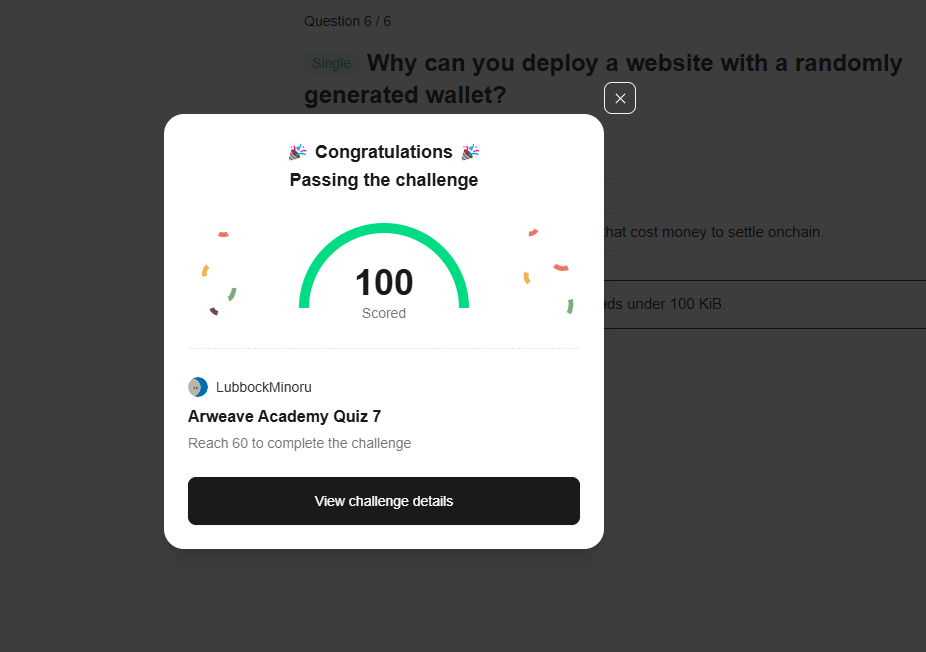 Question 6 / 6
Single Why can you deploy a website with a randomly
generated wallet?
Congratulations
Passing the challenge
100
Scored
that cost money to settle onchain.
under 100 KiB.
LubbockMinoru
Arweave Academy Quiz 7
Reach 60 to complete the challenge
View challenge details